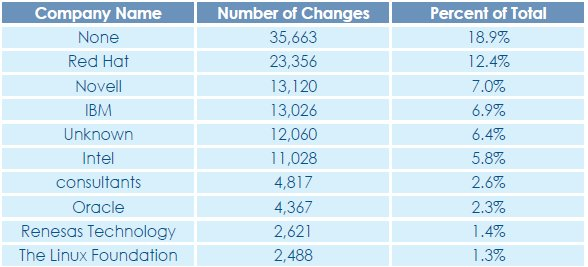 Company Name Number of Changes Percent of Total
None 35,663 18.9%
Red Hat 23,356 12.4%
Novell 13,120 7.0%
IBM 13,026 6.9%
Unknown 12,060 6.4%
Intel 11,028 5.8%
consultants 4,817 2.6%
Oracle 4,367 2.3%
Renesas Technology 2,621 1.4%
The Linux Foundation 2,488 1.3%